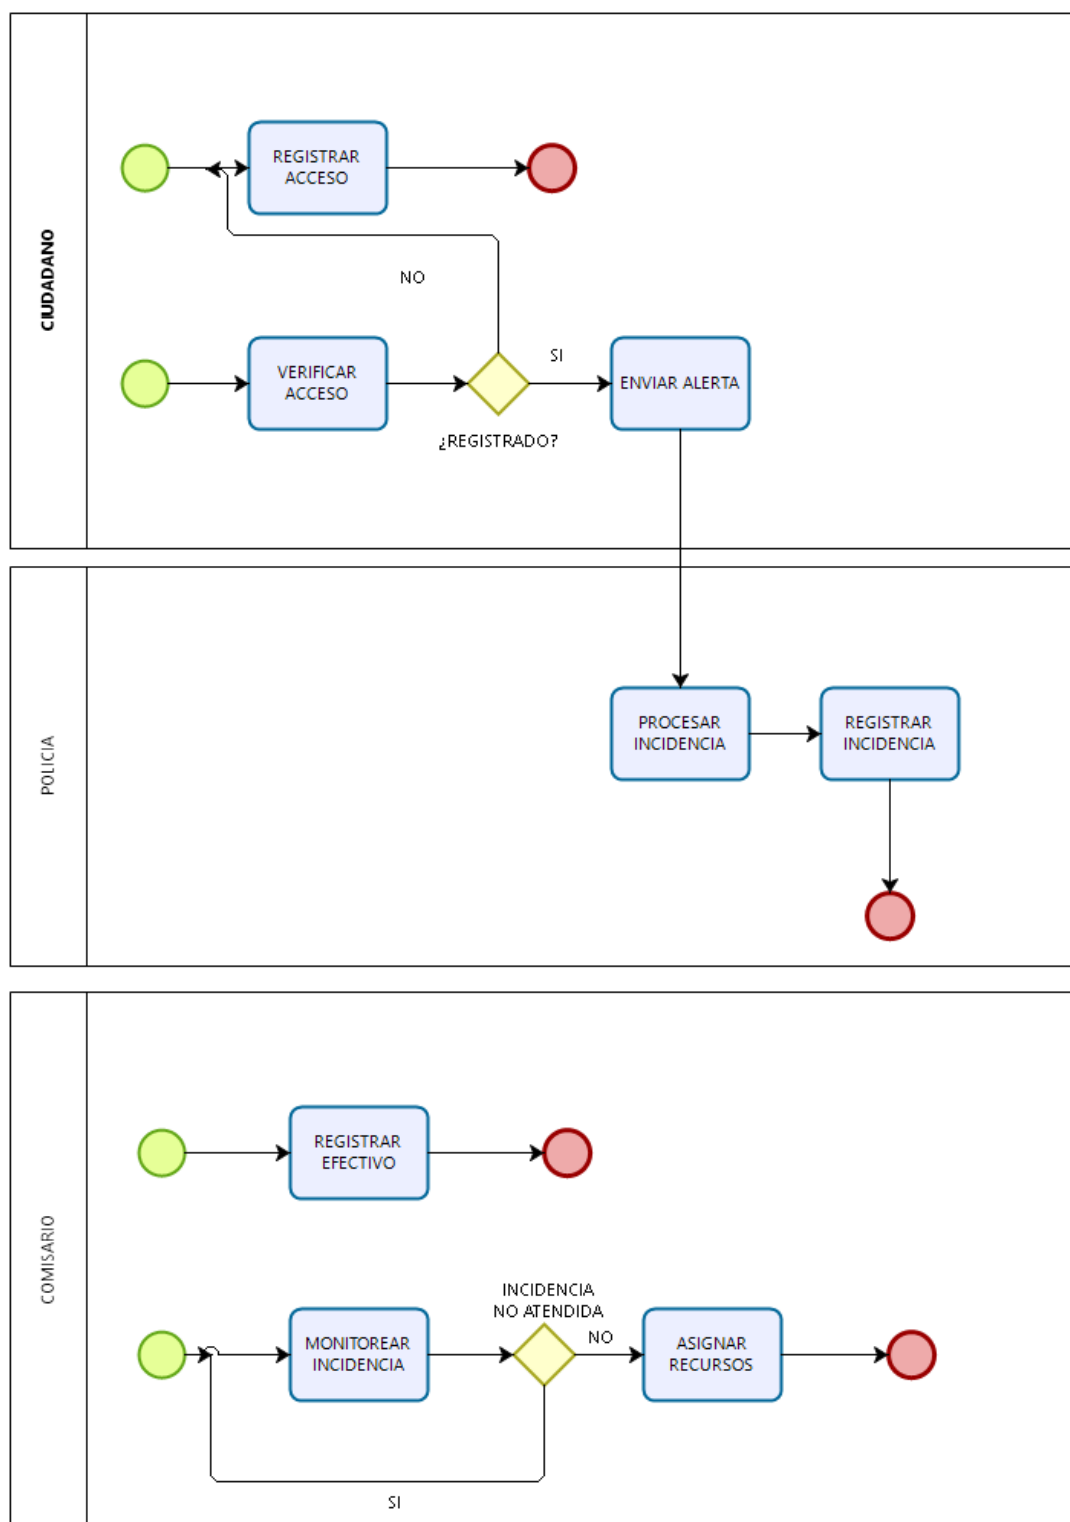 CIUDADANO
REGISTRAR
ACCESO
NO
VERIFICAR
ACCESO
¿REGISTRADO?
SI
ENVIAR ALERTA
POLICIA
PROCESAR
INCIDENCIA
REGISTRAR
INCIDENCIA
COMISARIO
REGISTRAR
EFECTIVO
MONITOREAR
INCIDENCIA
INCIDENCIA
NO ATENDIDA
NO
ASIGNAR
RECURSOS
SI